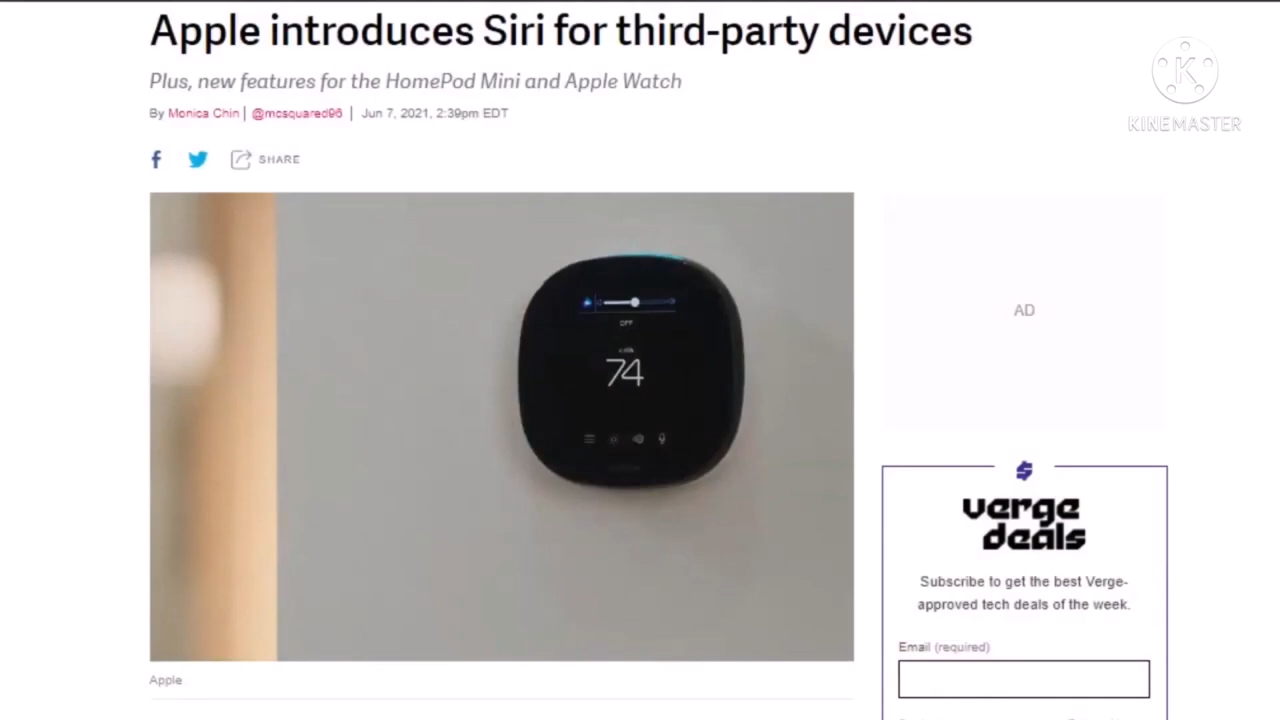 Apple introduces Siri for third-party devices
Plus, new features for the HomePod Mini and Apple Watch
By Monica Chin | @mcsquared96 | Jun 7, 2021, 2:39pm EDT
SHARE
KINEMASTER
OFF
74
AD
verge
deals
Subscribe to get the best Verge-
approved tech deals of the week.
Email (required)
Apple